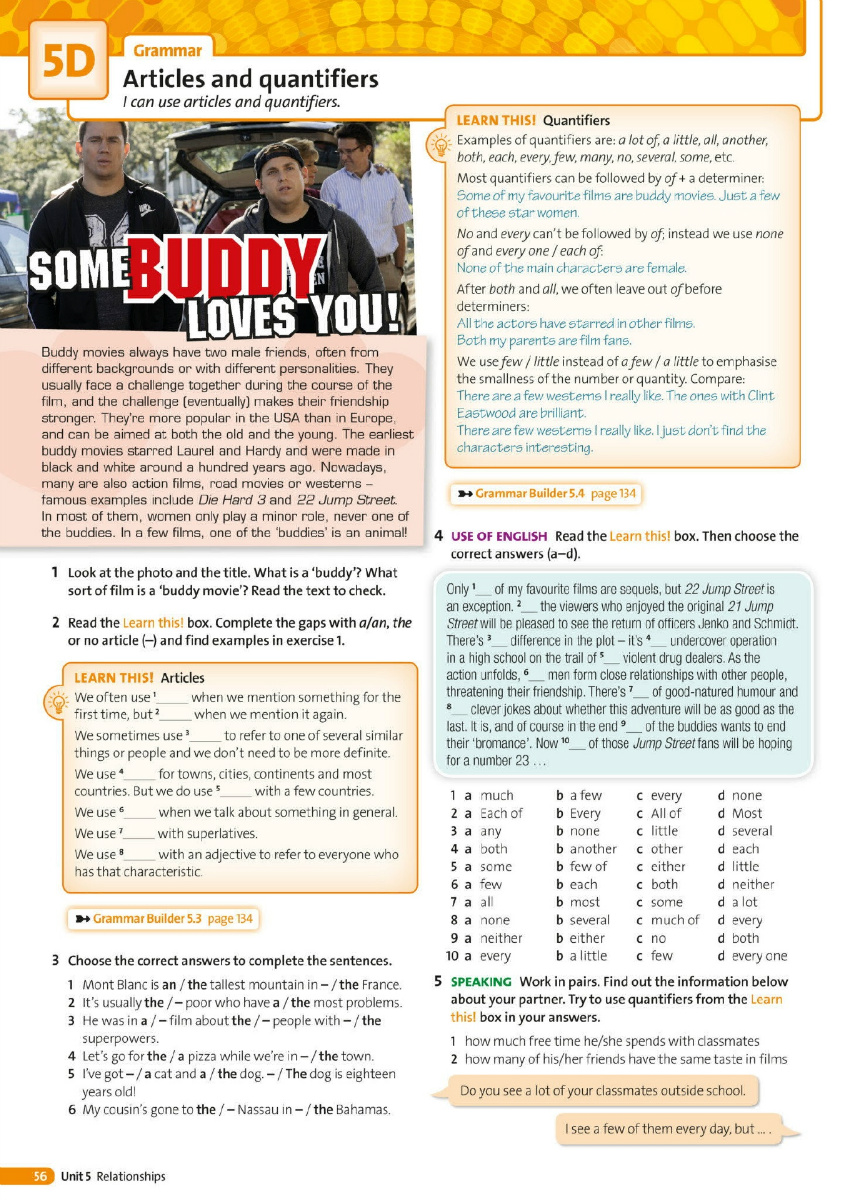 5D
Grammar
Articles and quantifiers
I can use articles and quantifiers.
SOME BUDDY
LOVES YOU!
Buddy movies always have two male friends, often from
different backgrounds or with different personalities. They
usually face a challenge together during the course of the
film, and the challenge (eventually) makes their friendship
stronger. They're more popular in the USA than in Europe,
and can be aimed at both the old and the young. The earliest
buddy movies starred Laurel and Hardy and were made in
black and white around a hundred years ago. Nowadays,
many are also action films, road movies or westerns –
famous examples include Die Hard 3 and 22 Jump Street.
In most of them, women only play a minor role, never one of
the buddies. In a few films, one of the 'buddies' is an animal!
1 Look at the photo and the title. What is a 'buddy'? What
sort of film is a 'buddy movie'? Read the text to check.
2 Read the Learn this! box. Complete the gaps with a/an, the
or no article (–) and find examples in exercise 1.
LEARN THIS! Articles
We often use 1_____ when we mention something for the
first time, but 2_____ when we mention it again.
We sometimes use 3_____ to refer to one of several similar
things or people and we don't need to be more definite.
We use 4_____ for towns, cities, continents and most
countries. But we do use 5_____ with a few countries.
We use 6_____ when we talk about something in general.
We use 7_____ with superlatives.
We use 8_____ with an adjective to refer to everyone who
has that characteristic.
Grammar Builder 5.3 page 134
3 Choose the correct answers to complete the sentences.
1 Mont Blanc is an / the tallest mountain in – / the France.
2 It's usually the / – poor who have a / the most problems.
3 He was in a / – film about the / – people with – / the
superpowers.
4 Let's go for the / a pizza while we're in – / the town.
5 I've got – / a cat and a / the dog. – / The dog is eighteen
years old!
6 My cousin's gone to the / – Nassau in – / the Bahamas.
LEARN THIS! Quantifiers
Examples of quantifiers are: a lot of, a little, all, another,
both, each, every, few, many, no, several, some, etc.
Most quantifiers can be followed by of + a determiner:
Some of my favourite films are buddy movies. Just a few
of these star women.
No and every can't be followed by of; instead we use none
of and every one / each of:
None of the main characters are female.
After both and all, we often leave out of before
determiners:
All the actors have starred in other films.
Both my parents are film fans.
We use few / little instead of a few / a little to emphasise
the smallness of the number or quantity. Compare:
There are a few westerns I really like. The ones with Clint
Eastwood are brilliant.
There are few westerns I really like. I just don't find the
characters interesting.
Grammar Builder 5.4 page 134
4 USE OF ENGLISH Read the Learn this! box. Then choose the
correct answers (a–d).
Only 1__ of my favourite films are sequels, but 22 Jump Street is
an exception. 2__ the viewers who enjoyed the original 21 Jump
Street will be pleased to see the return of officers Jenko and Schmidt.
There's 3__ difference in the plot – it's 4__ undercover operation
in a high school on the trail of 5__ violent drug dealers. As the
action unfolds, 6__ men form close relationships with other people,
threatening their friendship. There's 7__ of good-natured humour and
8__ clever jokes about whether this adventure will be as good as the
last. It is, and of course in the end 9__ of the buddies wants to end
their 'bromance'. Now 10__ of those Jump Street fans will be hoping
for a number 23 …
1 a much b a few c every d none
2 a Each of b Every c All of d Most
3 a any b none c little d several
4 a both b another c other d each
5 a some b few of c either d little
6 a few b each c both d neither
7 a all b most c some d a lot
8 a none b several c much of d every
9 a neither b either c no d both
10 a every b a little c few d every one
5 SPEAKING Work in pairs. Find out the information below
about your partner. Try to use quantifiers from the Learn
this! box in your answers.
1 how much free time he/she spends with classmates
2 how many of his/her friends have the same taste in films
Do you see a lot of your classmates outside school.
I see a few of them every day, but … .
56 Unit 5 Relationships